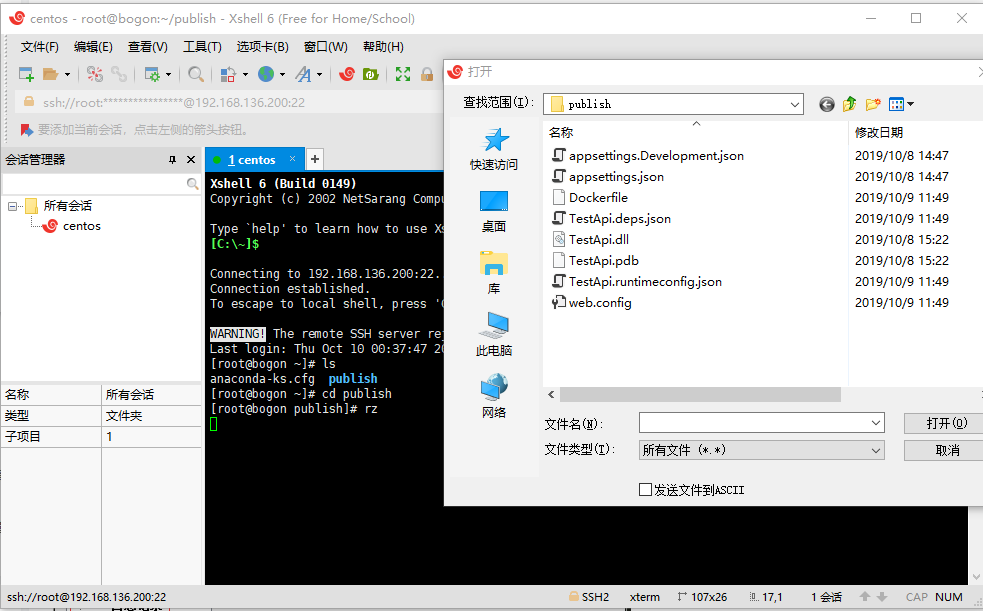 centos - root@bogon:~/publish - Xshell 6 (Free for Home/School)
文件(F) 编辑(E) 查看(V) 工具(T) 选项卡(B) 窗口(W) 帮助(H)
ssh://root:****************@192.168.136.200:22
要添加当前会话，点击左侧的箭头按钮。
会话管理器
所有会话
centos
名称 所有会话
类型 文件夹
子项目 1
1 centos
Xshell 6 (Build 0149)
Copyright (c) 2002 NetSarang Compu
Type `help' to learn how to use Xs
[C:\~]$
Connecting to 192.168.136.200:22..
Connection established.
To escape to local shell, press '
WARNING! The remote SSH server rej
Last login: Thu Oct 10 00:37:47 20
[root@bogon ~]# ls
anaconda-ks.cfg publish
[root@bogon ~]# cd publish
[root@bogon publish]# rz
打开
查找范围(I): publish
快速访问
桌面
库
此电脑
网络
名称 修改日期
appsettings.Development.json 2019/10/8 14:47
appsettings.json 2019/10/8 14:47
Dockerfile 2019/10/9 11:49
TestApi.deps.json 2019/10/9 11:49
TestApi.dll 2019/10/8 15:22
TestApi.pdb 2019/10/8 15:22
TestApi.runtimeconfig.json 2019/10/9 11:49
web.config 2019/10/9 11:49
文件名(N): 打开(O)
文件类型(T): 所有文件 (*.*) 取消
发送文件到ASCII
ssh://root@192.168.136.200:22 SSH2 xterm 107x26 17,1 1 会话 CAP NUM